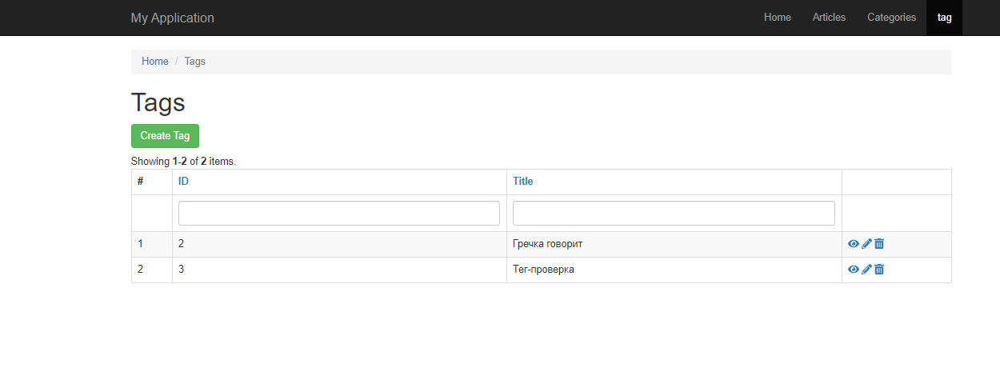 My Application Home Articles Categories tag
Home / Tags
Tags
Create Tag
Showing 1-2 of 2 items.
# ID Title
1 2 Гречка говорит
2 3 Тег-проверка